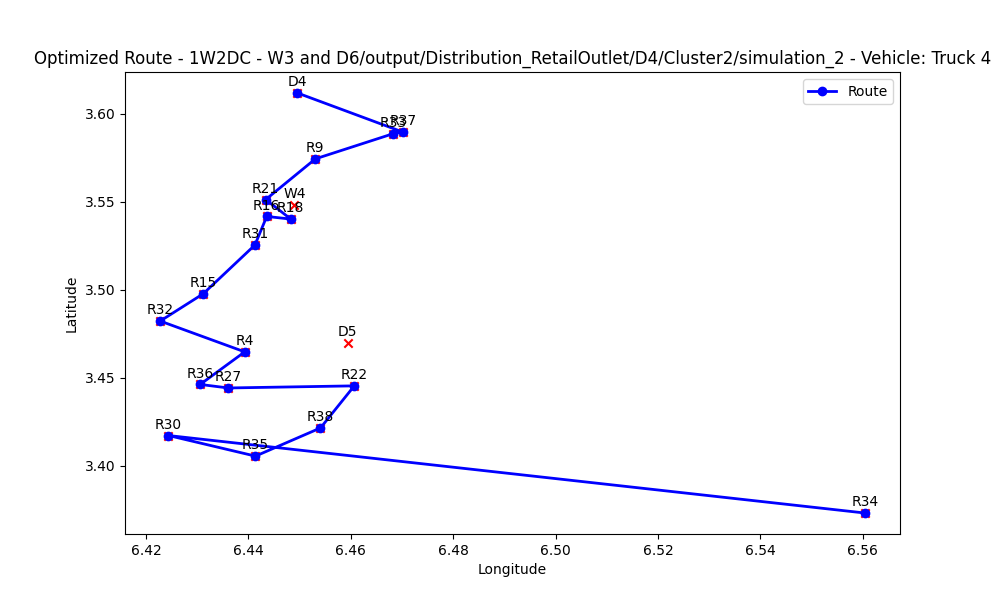 Optimized Route - 1W2DC - W3 and D6/output/Distribution_RetailOutlet/D4/Cluster2/simulation_2 - Vehicle: Truck 4
Route
D4
R33
R37
R9
R21
W4
R16
R28
R31
R15
R32
D5
R4
R36
R27
R22
R38
R30
R35
R34
3.60
3.55
3.50
3.45
3.40
Latitude
6.42
6.44
6.46
6.48
6.50
6.52
6.54
6.56
Longitude